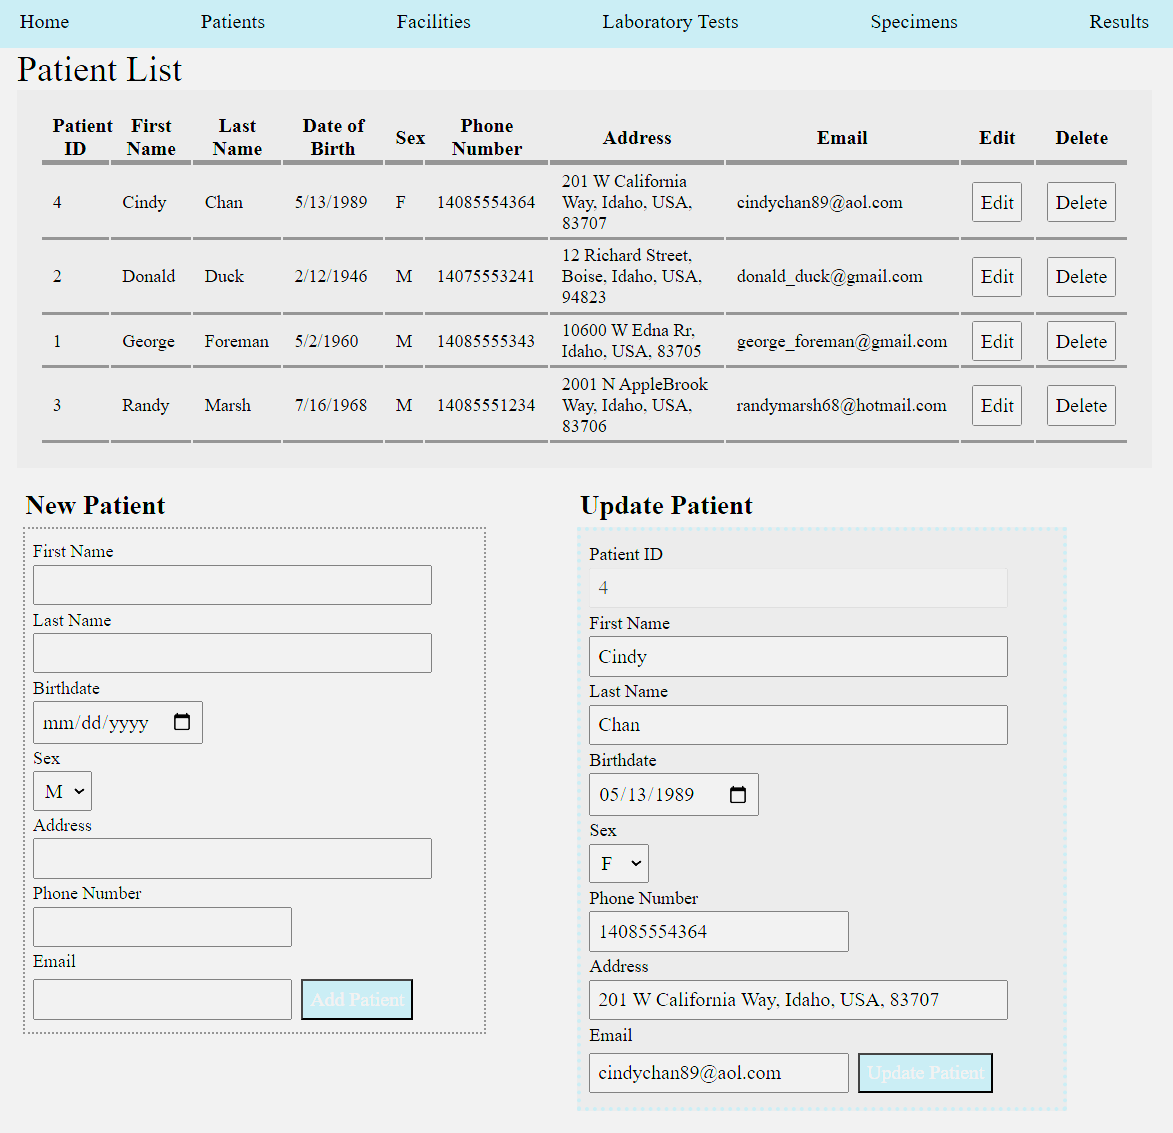 Home Patients Facilities Laboratory Tests Specimens Results
Patient List
Patient ID First Name Last Name Date of Birth Sex Phone Number Address Email Edit Delete
4 Cindy Chan 5/13/1989 F 14085554364 201 W California Way, Idaho, USA, 83707 cindychan89@aol.com Edit Delete
2 Donald Duck 2/12/1946 M 14075553241 12 Richard Street, Boise, Idaho, USA, 94823 donald_duck@gmail.com Edit Delete
1 George Foreman 5/2/1960 M 14085555343 10600 W Edna Rr, Idaho, USA, 83705 george_foreman@gmail.com Edit Delete
3 Randy Marsh 7/16/1968 M 14085551234 2001 N AppleBrook Way, Idaho, USA, 83706 randymarsh68@hotmail.com Edit Delete
New Patient
First Name
Last Name
Birthdate
mm/dd/yyyy
Sex
M
Address
Phone Number
Email
Add Patient
Update Patient
Patient ID
4
First Name
Cindy
Last Name
Chan
Birthdate
05/13/1989
Sex
F
Phone Number
14085554364
Address
201 W California Way, Idaho, USA, 83707
Email
cindychan89@aol.com Update Patient